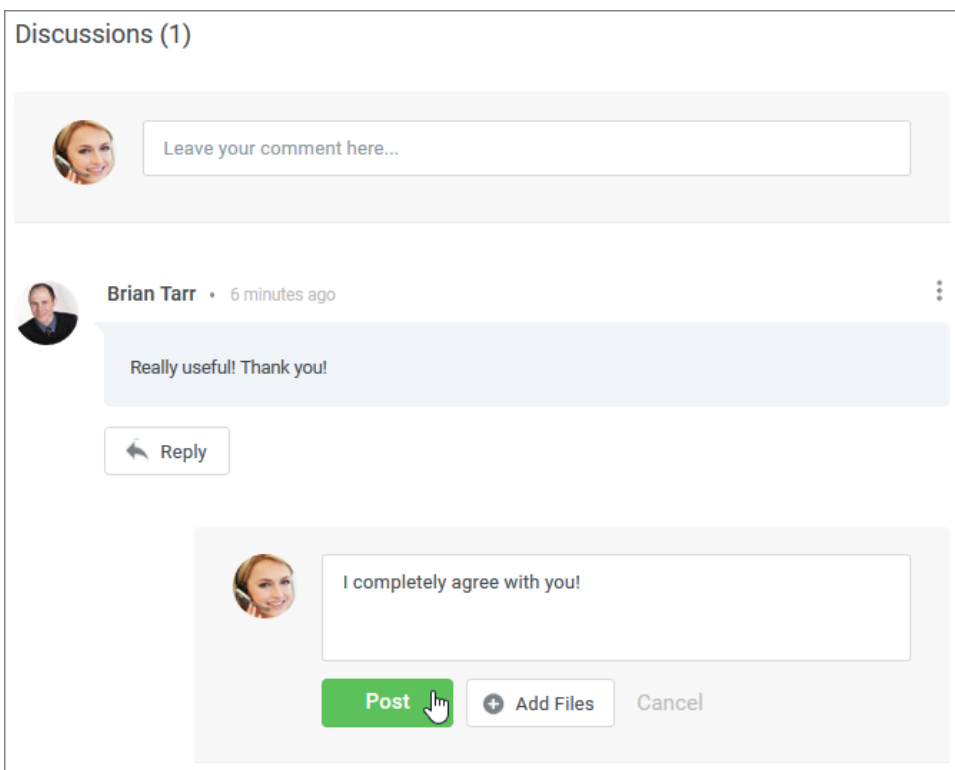 Discussions (1)
Leave your comment here...
Brian Tarr • 6 minutes ago
Really useful! Thank you!
Reply
I completely agree with you!
Post Add Files Cancel